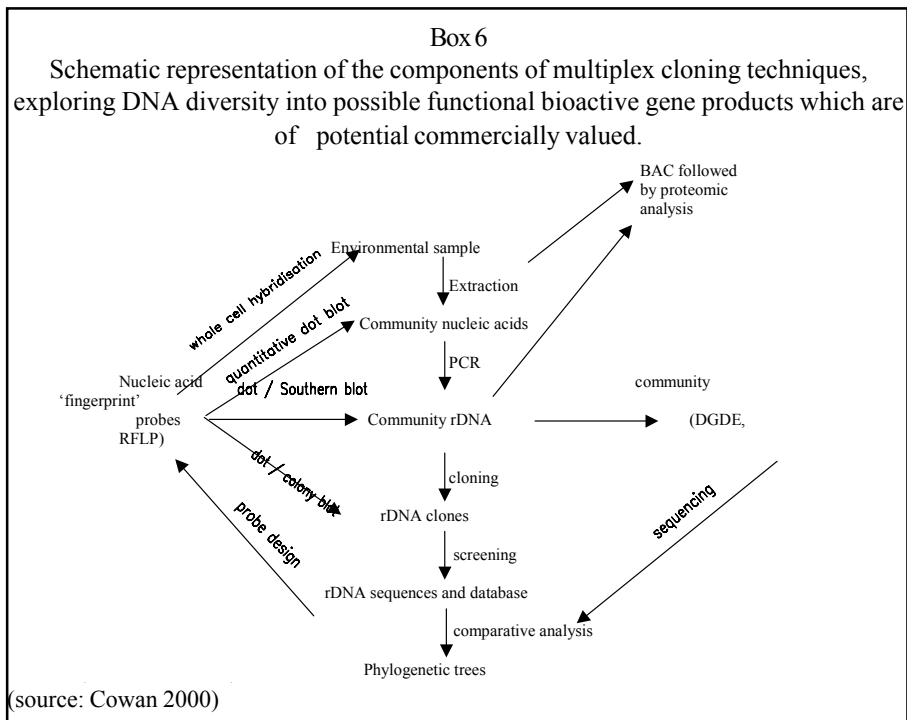 Box 6
Schematic representation of the components of multiplex cloning techniques,
exploring DNA diversity into possible functional bioactive gene products which are
of potential commercially valued.
BAC followed
by proteomic
analysis
Environmental sample
whole cell hybridisation
Extraction
quantitative dot blot
Community nucleic acids
PCR
Nucleic acid
‘fingerprint’
probes
RFLP)
dot / Southern blot
community
Community rDNA
(DGDE,
dot / colony blot
cloning
rDNA clones
sequencing
probe design
screening
rDNA sequences and database
comparative analysis
Phylogenetic trees
(source: Cowan 2000)